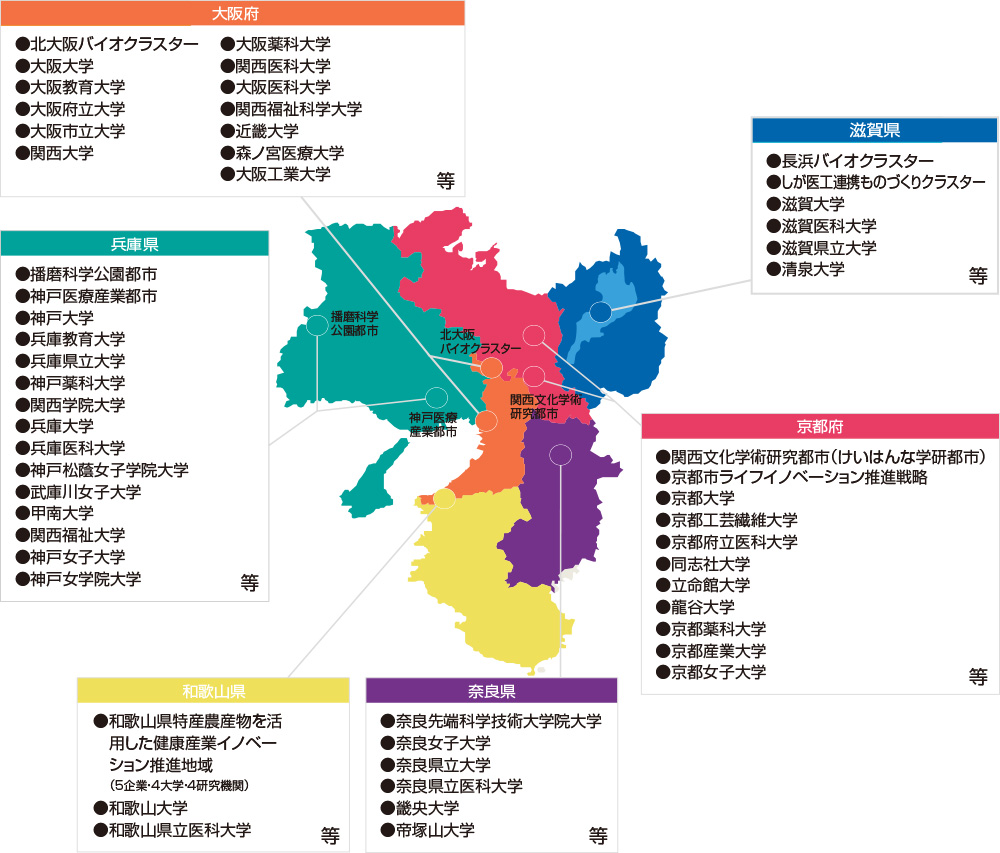 大阪府
●北大阪バイオクラスター
●大阪大学
●大阪教育大学
●大阪府立大学
●大阪市立大学
●関西大学
●大阪薬科大学
●関西医科大学
●大阪医科大学
●関西福祉科学大学
●近畿大学
●森ノ宮医療大学
●大阪工業大学
等
滋賀県
●長浜バイオクラスター
●しが医工連携ものづくりクラスター
●滋賀大学
●滋賀医科大学
●滋賀県立大学
●清泉大学
等
兵庫県
●播磨科学公園都市
●神戸医療産業都市
●神戸大学
●兵庫教育大学
●兵庫県立大学
●神戸薬科大学
●関西学院大学
●兵庫大学
●兵庫医科大学
●神戸松蔭女子学院大学
●武庫川女子大学
●甲南大学
●関西福祉大学
●神戸女子大学
●神戸女学院大学
等
播磨科学
公園都市
北大阪
バイオクラスター
関西文化学術
研究都市
神戸医療
産業都市
京都府
●関西文化学術研究都市(けいはんな学研都市)
●京都市ライフイノベーション推進戦略
●京都大学
●京都工芸繊維大学
●京都府立医科大学
●同志社大学
●立命館大学
●龍谷大学
●京都薬科大学
●京都産業大学
●京都女子大学
等
和歌山県
●和歌山県特産農産物を活
用した健康産業イノベー
ション推進地域
(5企業・4大学・4研究機関)
●和歌山大学
●和歌山県立医科大学
等
奈良県
●奈良先端科学技術大学院大学
●奈良女子大学
●奈良県立大学
●奈良県立医科大学
●畿央大学
●帝塚山大学
等